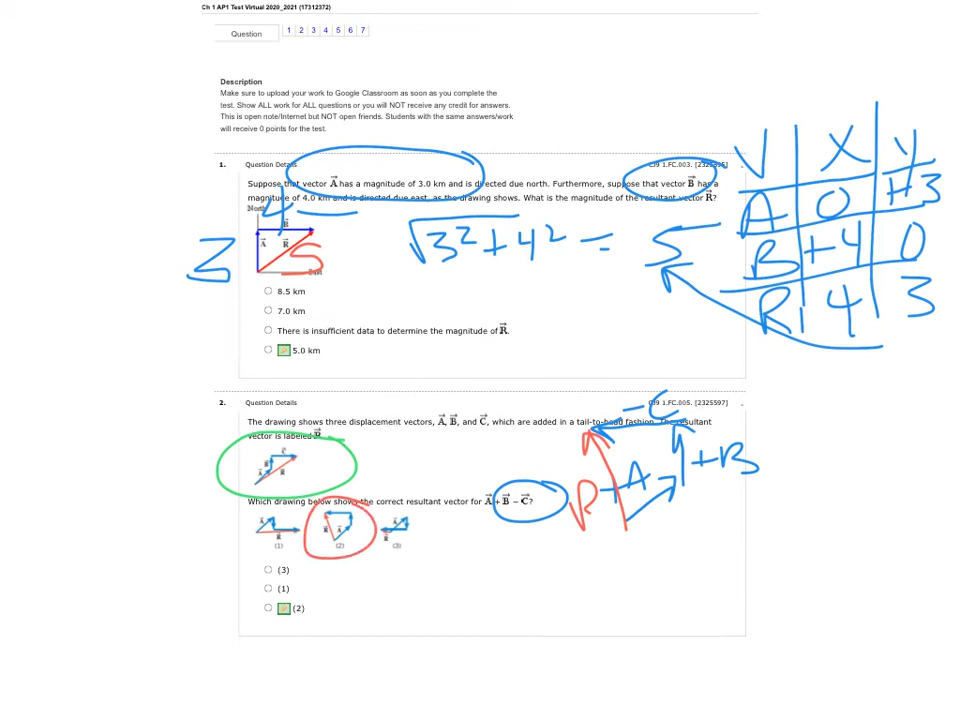 Ch 1 AP1 Test Virtual 2020_2021 (17312372)
Question 1 2 3 4 5 6 7
Description
Make sure to upload your work to Google Classroom as soon as you complete the
test. Show ALL work for ALL questions or you will NOT receive any credit for answers.
This is open note/Internet but NOT open friends. Students with the same answers/work
will receive 0 points for the test.
1. Question Details CJ9 1.FC.003. [2325595]
Suppose that vector A has a magnitude of 3.0 km and is directed due north. Furthermore, suppose that vector B has a
magnitude of 4.0 km and is directed due east, as the drawing shows. What is the magnitude of the resultant vector R?
North
4
B
A R
3 5
√3²+4² = 5
V X Y
A 0 +3
B +4 0
R 4 3
8.5 km
7.0 km
There is insufficient data to determine the magnitude of R.
5.0 km
2. Question Details CJ9 1.FC.005. [2325597]
The drawing shows three displacement vectors, A, B, and C, which are added in a tail-to-head fashion. The resultant
vector is labeled R.
C
B
A R
-C
+B
+A
R
Which drawing below shows the correct resultant vector for A + B − C?
A
R
(1)
R A
(2)
A
R
(3)
(3)
(1)
(2)